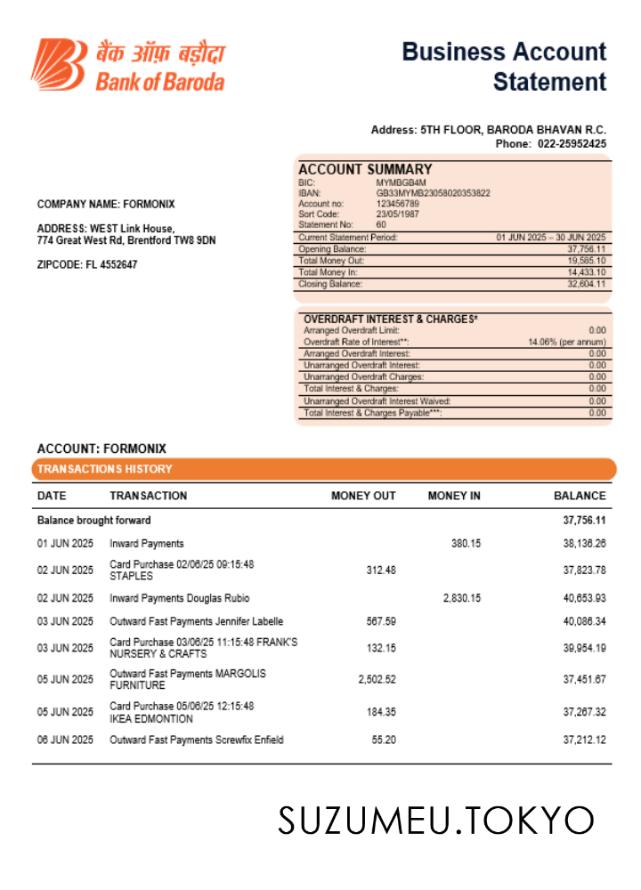 बैंक ऑफ़ बड़ौदा
Bank of Baroda
Business Account
Statement
Address: 5TH FLOOR, BARODA BHAVAN R.C.
Phone: 022-25952425
COMPANY NAME: FORMONIX
ADDRESS: WEST Link House,
774 Great West Rd, Brentford TW8 9DN
ZIPCODE: FL 4552647
ACCOUNT SUMMARY
BIC: MYMBGB4M
IBAN: GB33MYMB23058020353822
Account no: 123456789
Sort Code: 23/05/1987
Statement No: 60
Current Statement Period: 01 JUN 2025 – 30 JUN 2025
Opening Balance: 37,756.11
Total Money Out: 19,585.10
Total Money In: 14,433.10
Closing Balance: 32,604.11
OVERDRAFT INTEREST & CHARGES*
Arranged Overdraft Limit: 0.00
Overdraft Rate of Interest**: 14.06% (per annum)
Arranged Overdraft Interest: 0.00
Unarranged Overdraft Interest: 0.00
Unarranged Overdraft Charges: 0.00
Total Interest & Charges: 0.00
Unarranged Overdraft Interest Waived: 0.00
Total Interest & Charges Payable***: 0.00
ACCOUNT: FORMONIX
TRANSACTIONS HISTORY
DATE TRANSACTION MONEY OUT MONEY IN BALANCE
Balance brought forward 37,756.11
01 JUN 2025 Inward Payments 380.15 38,136.26
02 JUN 2025 Card Purchase 02/06/25 09:15:48 312.48 37,823.78
STAPLES
02 JUN 2025 Inward Payments Douglas Rubio 2,830.15 40,653.93
03 JUN 2025 Outward Fast Payments Jennifer Labelle 567.59 40,086.34
03 JUN 2025 Card Purchase 03/06/25 11:15:48 FRANK'S 132.15 39,954.19
NURSERY & CRAFTS
05 JUN 2025 Outward Fast Payments MARGOLIS 2,502.52 37,451.67
FURNITURE
05 JUN 2025 Card Purchase 05/06/25 12:15:48 184.35 37,267.32
IKEA EDMONTION
06 JUN 2025 Outward Fast Payments Screwfix Enfield 55.20 37,212.12
SUZUMEU.TOKYO